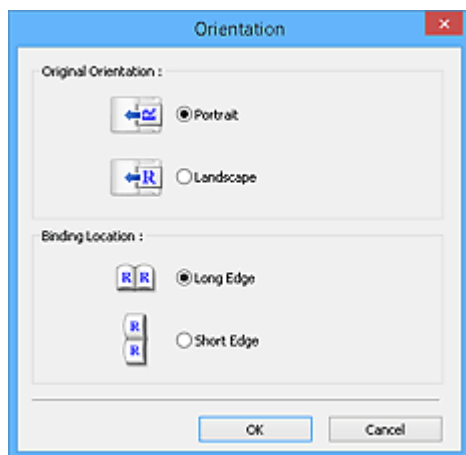 Orientation
Original Orientation :
R Portrait
R Landscape
Binding Location :
R R Long Edge
R
R Short Edge
OK Cancel